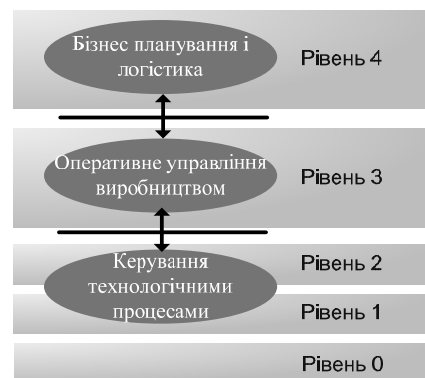 Бізнес планування і
логістика
Рівень 4
Оперативне управління
виробництвом
Рівень 3
Керування
технологічними
процесами
Рівень 2
Рівень 1
Рівень 0